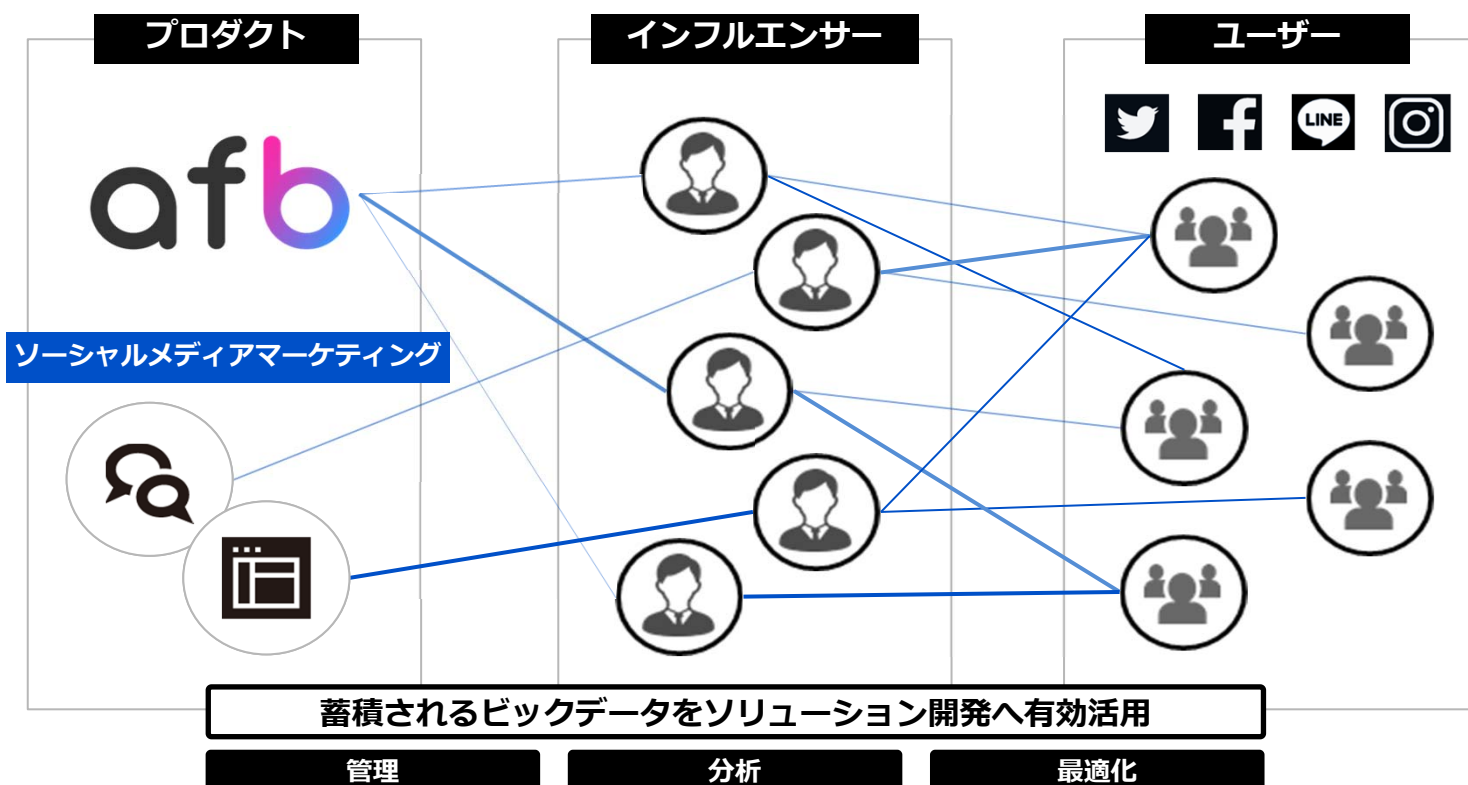 プロダクト
インフルエンサー
ユーザー
afb
LINE
ソーシャルメディアマーケティング
蓄積されるビックデータをソリューション開発へ有効活用
管理
分析
最適化